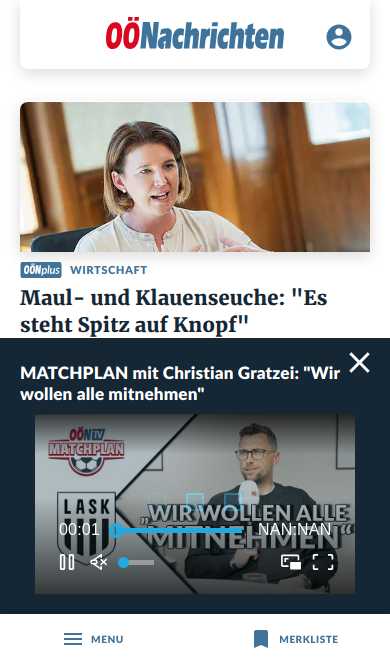 OÖNachrichten
OÖNplus WIRTSCHAFT
Maul- und Klauenseuche: "Es
steht Spitz auf Knopf"
MATCHPLAN mit Christian Gratzei: "Wir
wollen alle mitnehmen"
OÖN TV
MATCHPLAN
LASK
„WIR WOLLEN ALLE
MITNEHMEN“
00:01
NAN:NAN
MENU
MERKLISTE